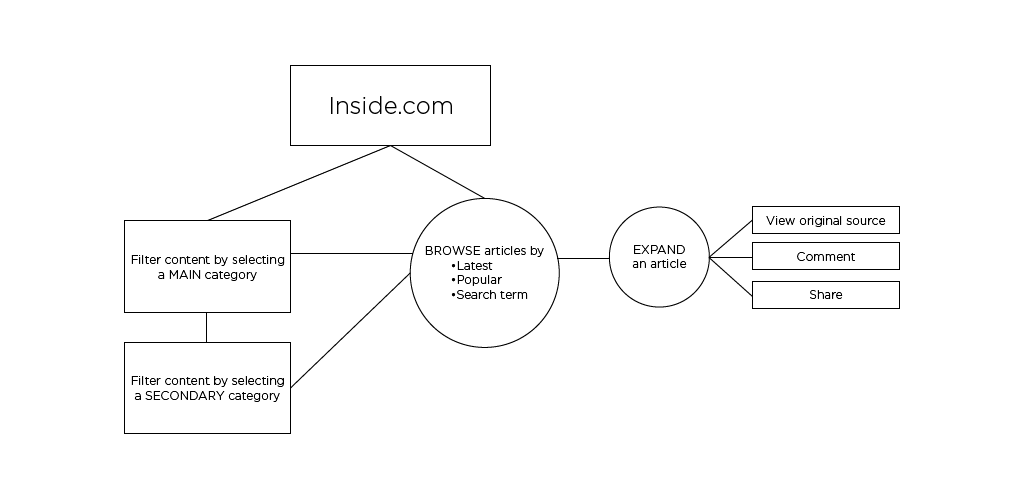 Inside.com
Filter content by selecting
a MAIN category
Filter content by selecting
a SECONDARY category
BROWSE articles by
•Latest
•Popular
•Search term
EXPAND
an article
View original source
Comment
Share